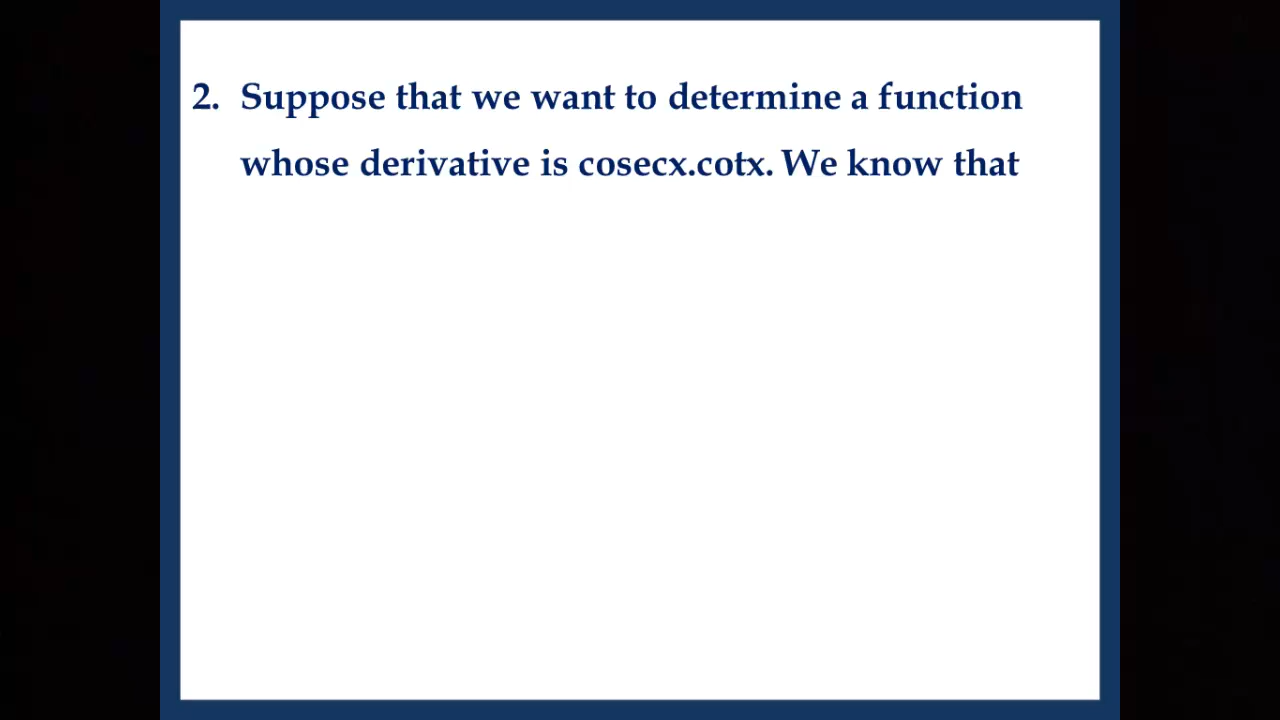 2. Suppose that we want to determine a function
whose derivative is cosecx.cotx. We know that